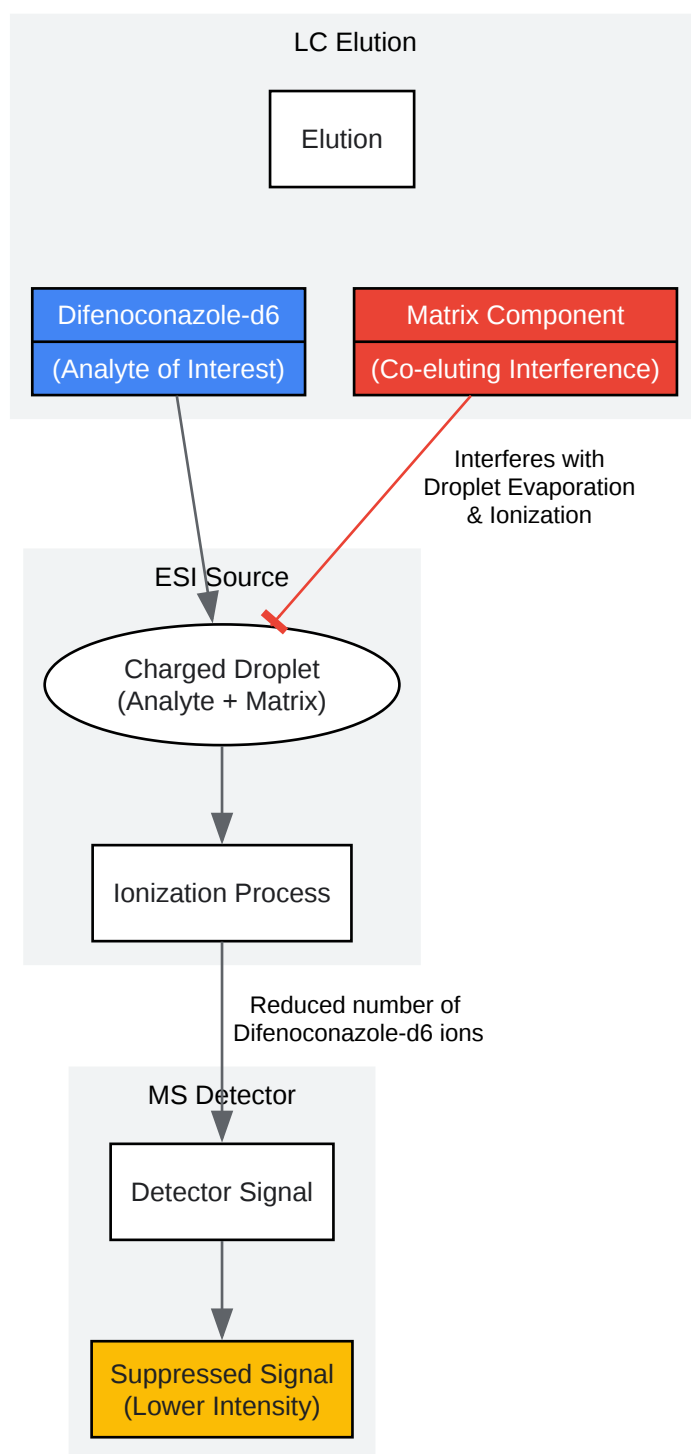 LC Elution
Elution
Difenoconazole-d6
(Analyte of Interest)
Matrix Component
(Co-eluting Interference)
Interferes with
Droplet Evaporation
& Ionization
ESI Source
Charged Droplet
(Analyte + Matrix)
Ionization Process
Reduced number of
Difenoconazole-d6 ions
MS Detector
Detector Signal
Suppressed Signal
(Lower Intensity)